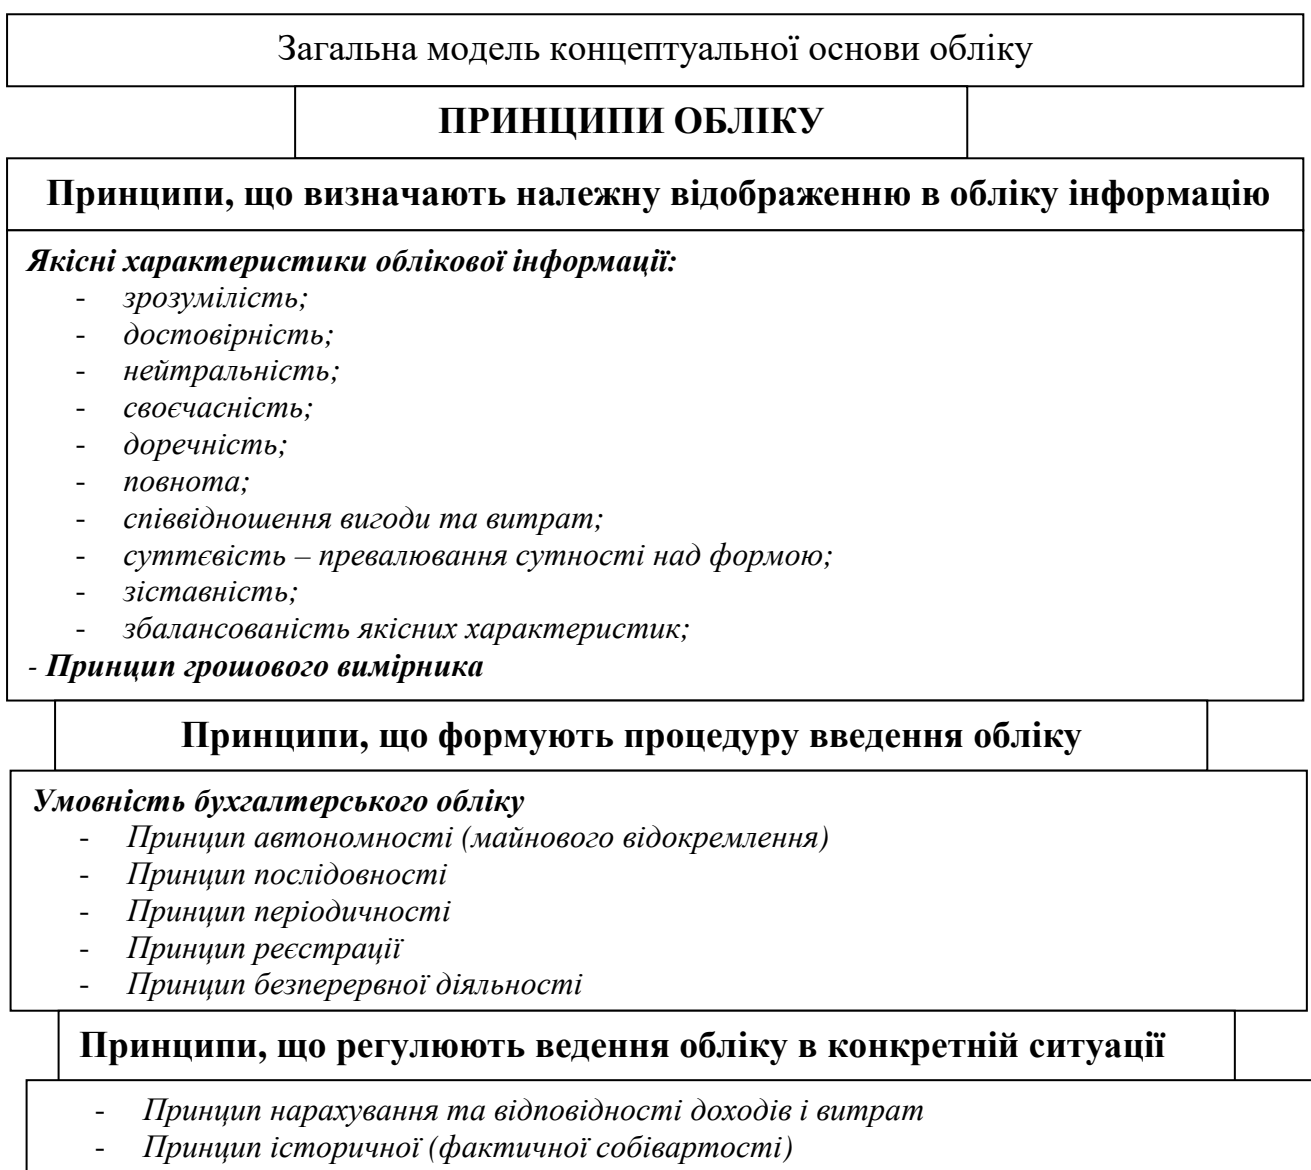 Загальна модель концептуальної основи обліку
ПРИНЦИПИ ОБЛІКУ
Принципи, що визначають належну відображенню в обліку інформацію
Якісні характеристики облікової інформації:
- зрозумілість;
- достовірність;
- нейтральність;
- своєчасність;
- доречність;
- повнота;
- співвідношення вигоди та витрат;
- суттєвість – превалювання сутності над формою;
- зіставність;
- збалансованість якісних характеристик;
- Принцип грошового вимірника
Принципи, що формують процедуру введення обліку
Умовність бухгалтерського обліку
- Принцип автономності (майнового відокремлення)
- Принцип послідовності
- Принцип періодичності
- Принцип реєстрації
- Принцип безперервної діяльності
Принципи, що регулюють ведення обліку в конкретній ситуації
- Принцип нарахування та відповідності доходів і витрат
- Принцип історичної (фактичної собівартості)